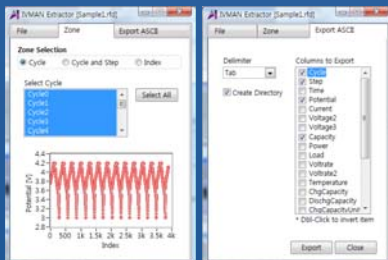 IVMAN Extractor [Sample1.rfd]
File Zone Export ASCII
Zone Selection
Cycle Cycle and Step Index
Select Cycle
Cycle0
Cycle1
Cycle2
Cycle3
Cycle4
Select All
Potential [V]
4.4
4.2
4.0
3.8
3.6
3.4
3.2
3.0
2.8
0 500 1k 1.5k 2k 2.5k 3k 3.5k 4k
Index
IVMAN Extractor [Sample1.rfd]
File Zone Export ASCII
Delimiter
Tab
Create Directory
Columns to Export
Cycle
Step
Time
Potential
Current
Voltage2
Voltage3
Capacity
Power
Load
Voltrate
Voltrate2
Temperature
ChgCapacity
DischgCapacity
ChgCapacityUnit
* Dbl-Click to invert item
Export Close